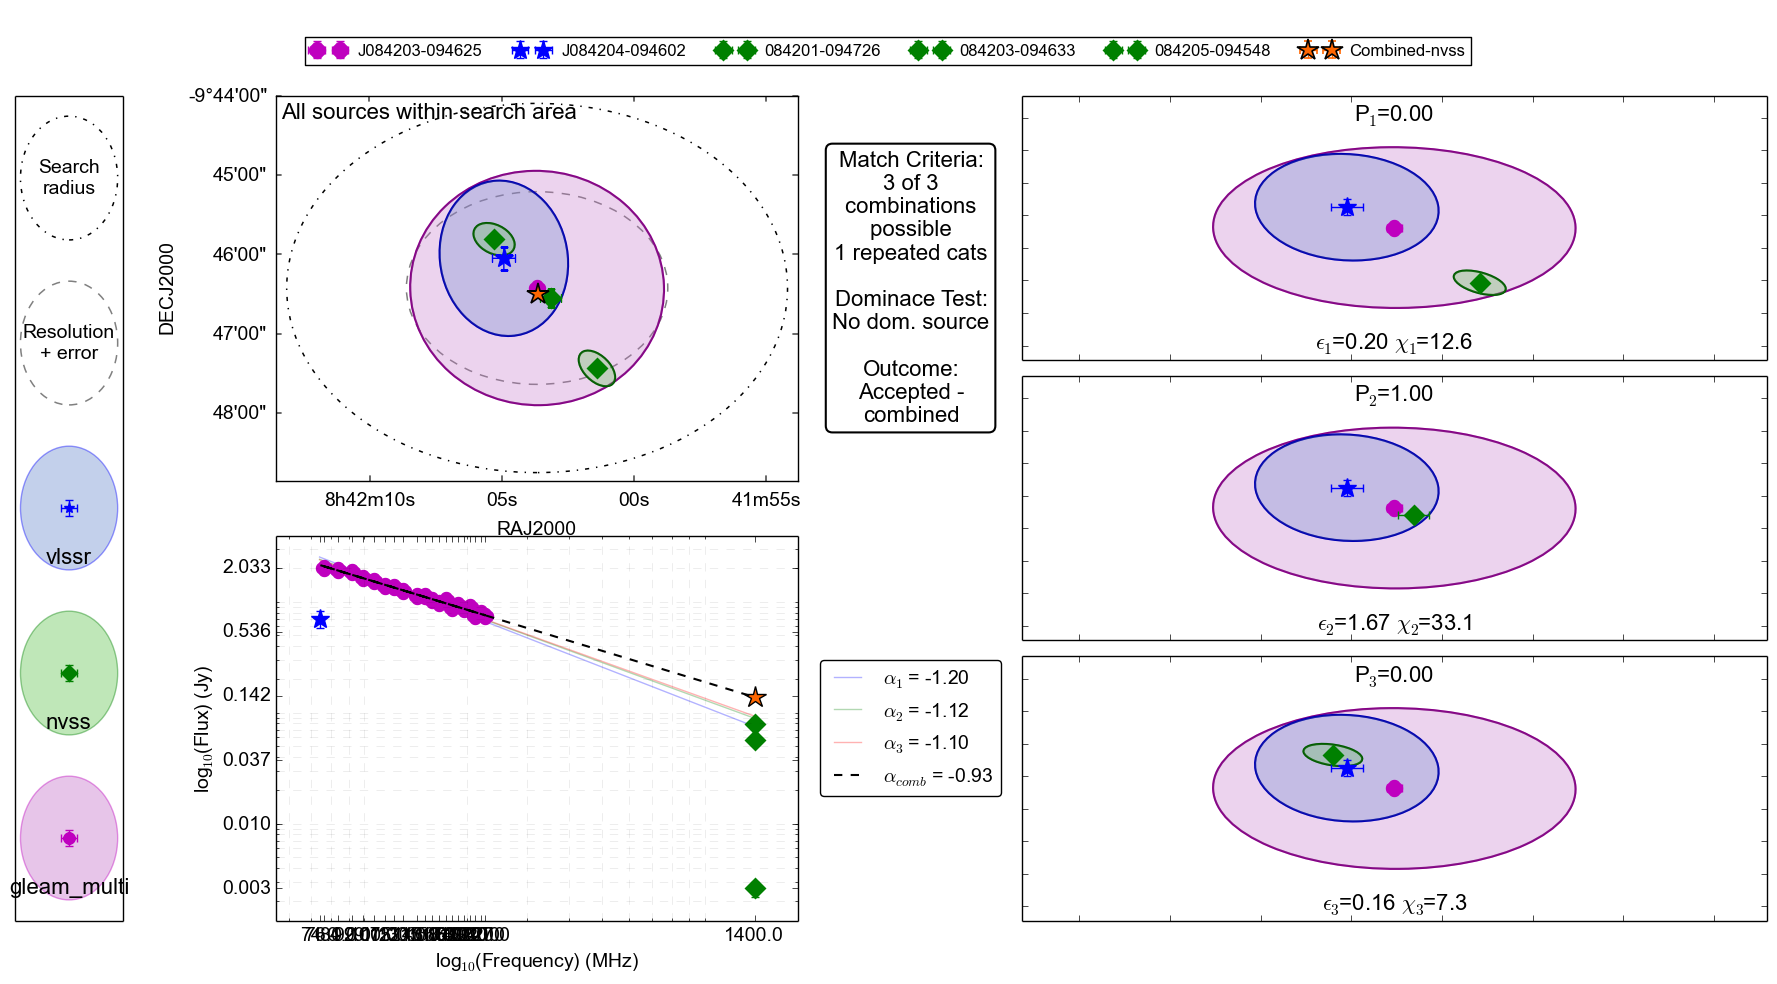 J084203-094625 J084204-094602 084201-094726 084203-094633 084205-094548 Combined-nvss
Search
radius
Resolution
+ error
vlssr
nvss
gleam_multi
All sources within search area
-9°44'00"
45'00"
46'00"
47'00"
48'00"
DECJ2000
8h42m10s 05s 00s 41m55s
RAJ2000
Match Criteria:
3 of 3
combinations
possible
1 repeated cats
Dominace Test:
No dom. source
Outcome:
Accepted -
combined
2.033
0.536
0.142
0.037
0.010
0.003
log10(Flux) (Jy)
1400.0
log10(Frequency) (MHz)
α1 = -1.20
α2 = -1.12
α3 = -1.10
αcomb = -0.93
P1=0.00
ϵ1=0.20 χ1=12.6
P2=1.00
ϵ2=1.67 χ2=33.1
P3=0.00
ϵ3=0.16 χ3=7.3